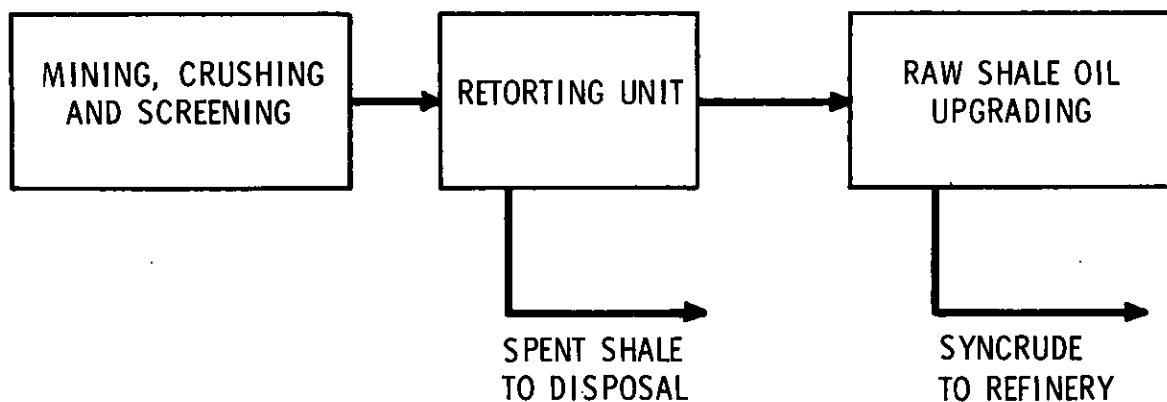 MINING, CRUSHING
AND SCREENING
RETORTING UNIT
RAW SHALE OIL
UPGRADING
SPENT SHALE
TO DISPOSAL
SYNCRUDE
TO REFINERY